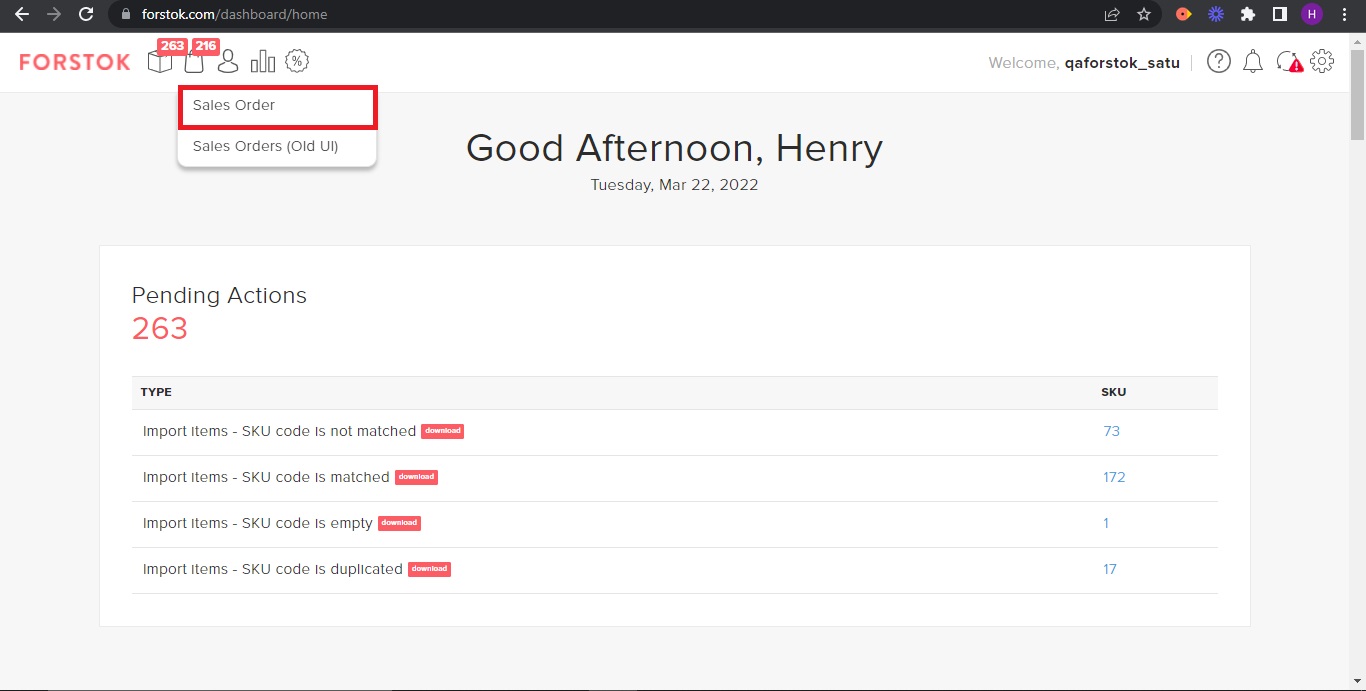 forstok.com/dashboard/home
H
FORSTOK
263
216
%
Welcome, qaforstok_satu
?
Sales Order
Sales Orders (Old UI)
Good Afternoon, Henry
Tuesday, Mar 22, 2022
Pending Actions
263
TYPE
SKU
Import Items - SKU code is not matched download
73
Import Items - SKU code is matched download
172
Import Items - SKU code is empty download
1
Import Items - SKU code is duplicated download
17